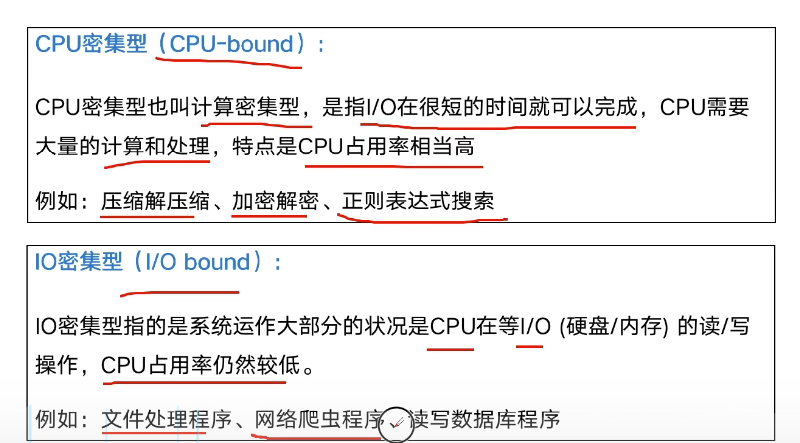 CPU密集型（CPU-bound）:
CPU密集型也叫计算密集型，是指I/O在很短的时间就可以完成，CPU需要
大量的计算和处理，特点是CPU占用率相当高
例如：压缩解压缩、加密解密、正则表达式搜索
IO密集型（I/O bound）:
IO密集型指的是系统运作大部分的状况是CPU在等I/O (硬盘/内存) 的读/写
操作，CPU占用率仍然较低。
例如：文件处理程序、网络爬虫程序、读写数据库程序